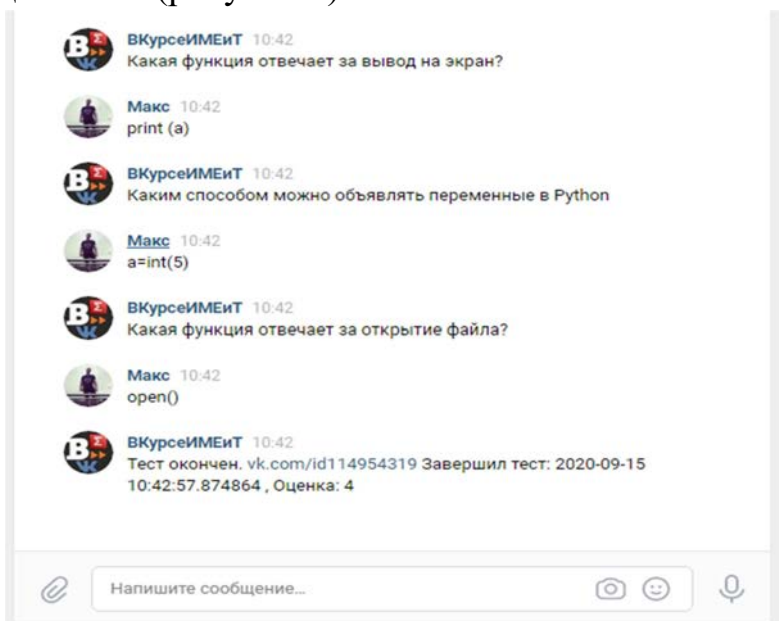 ВКурсеИМЕиТ 10:42
Какая функция отвечает за вывод на экран?
Макс 10:42
print (a)
ВКурсеИМЕиТ 10:42
Каким способом можно объявлять переменные в Python
Макс 10:42
a=int(5)
ВКурсеИМЕиТ 10:42
Какая функция отвечает за открытие файла?
Макс 10:42
open()
ВКурсеИМЕиТ 10:42
Тест окончен. vk.com/id114954319 Завершил тест: 2020-09-15
10:42:57.874864 , Оценка: 4
Напишите сообщение...